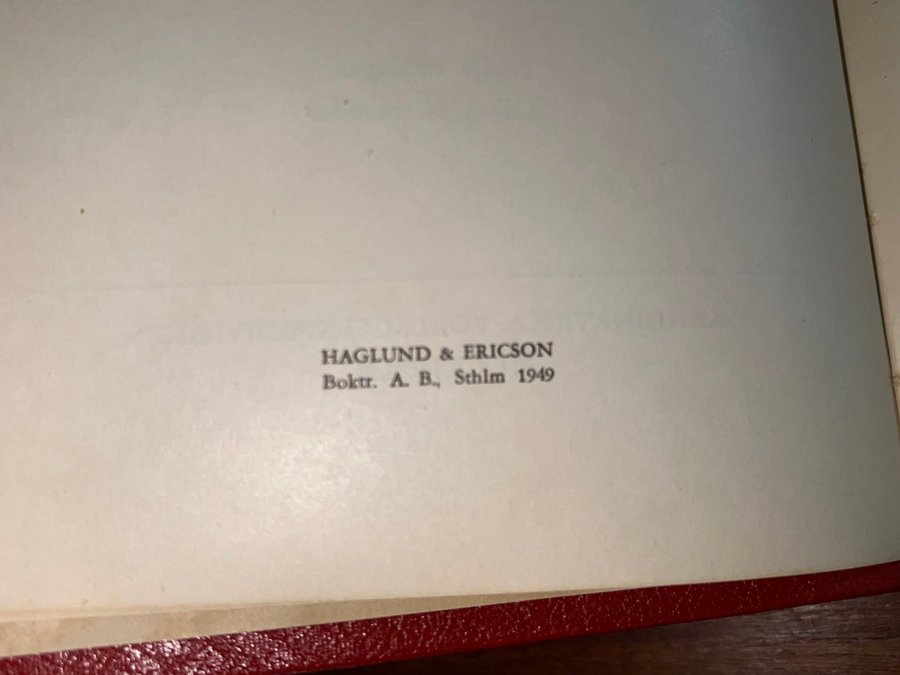 HAGLUND & ERICSON
Boktr. A. B., Sthlm 1949